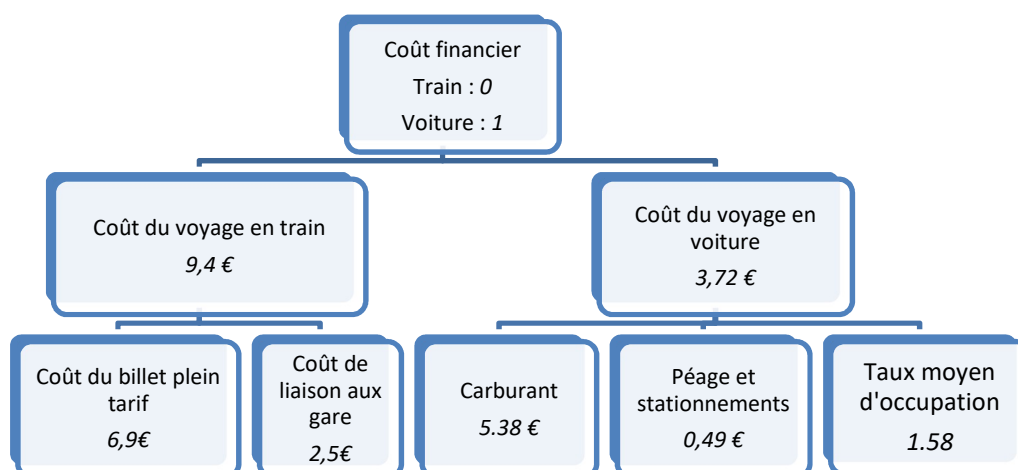 Coût financier
Train : 0
Voiture : 1
Coût du voyage en train
9,4 €
Coût du voyage en
voiture
3,72 €
Coût du billet plein
tarif
6,9€
Coût de
liaison aux
gare
2,5€
Carburant
5.38 €
Péage et
stationnements
0,49 €
Taux moyen
d'occupation
1.58